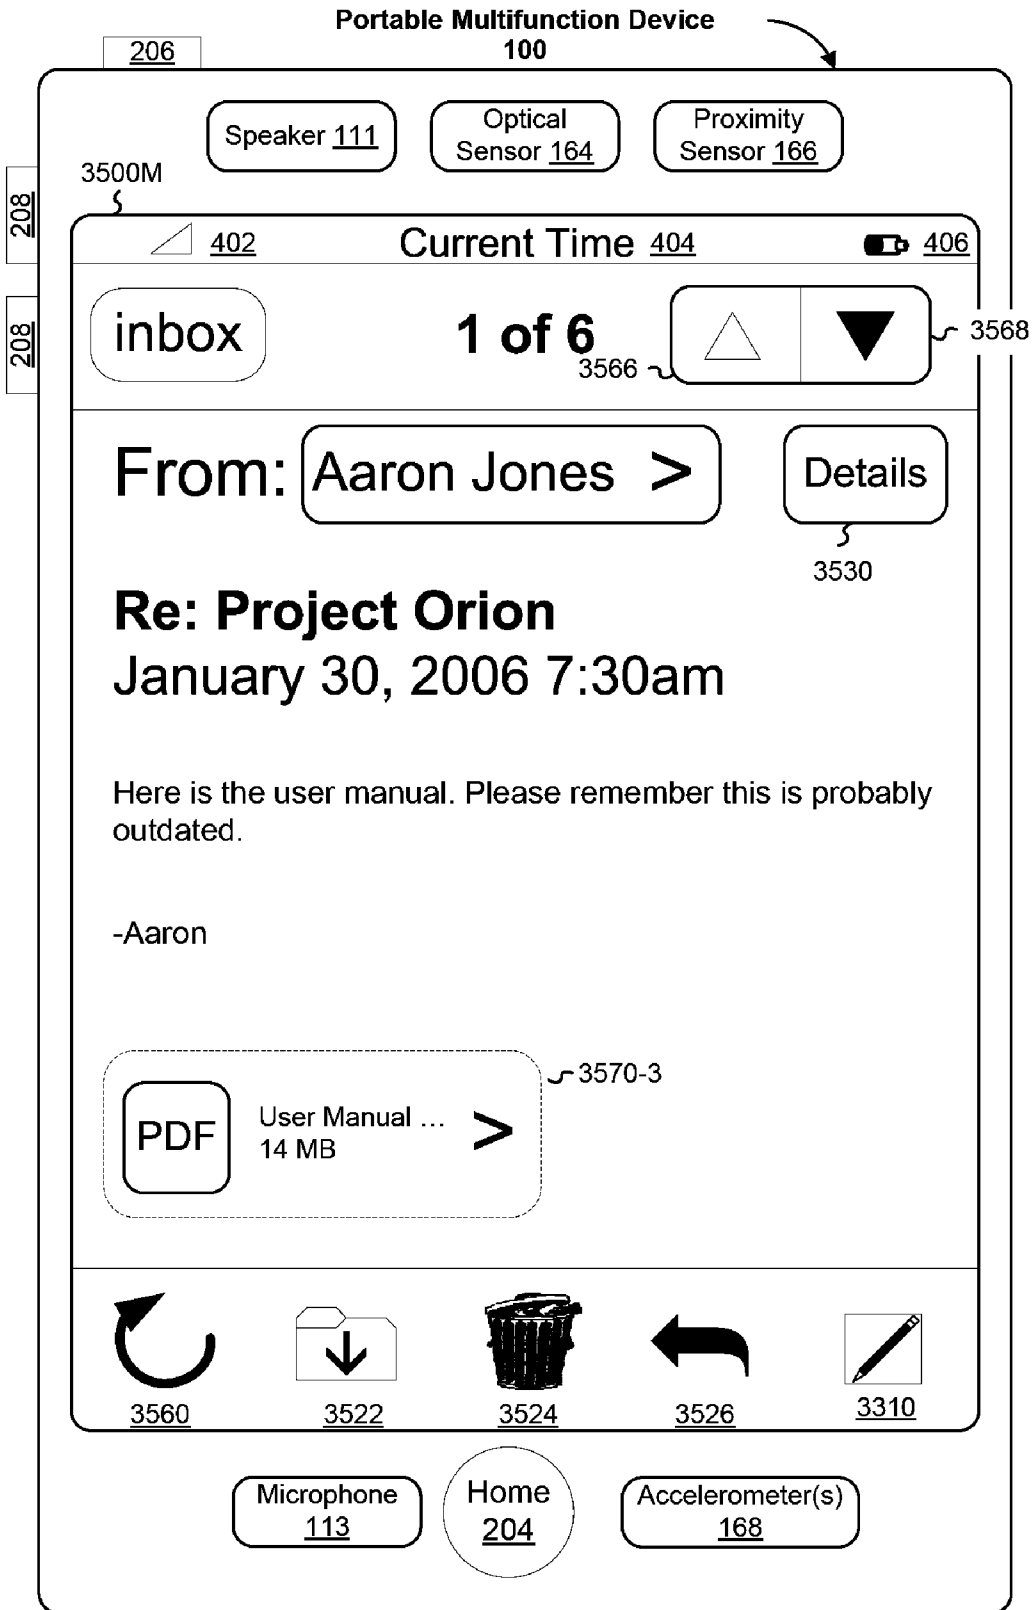 Portable Multifunction Device
100
206
Speaker 111
Optical
Sensor 164
Proximity
Sensor 166
3500M
208
208
402
Current Time 404
406
inbox
1 of 6
3566
3568
From: Aaron Jones >
Details
3530
Re: Project Orion
January 30, 2006 7:30am
Here is the user manual. Please remember this is probably
outdated.
-Aaron
3570-3
PDF
User Manual ...
14 MB
>
3560
3522
3524
3526
3310
Microphone
113
Home
204
Accelerometer(s)
168